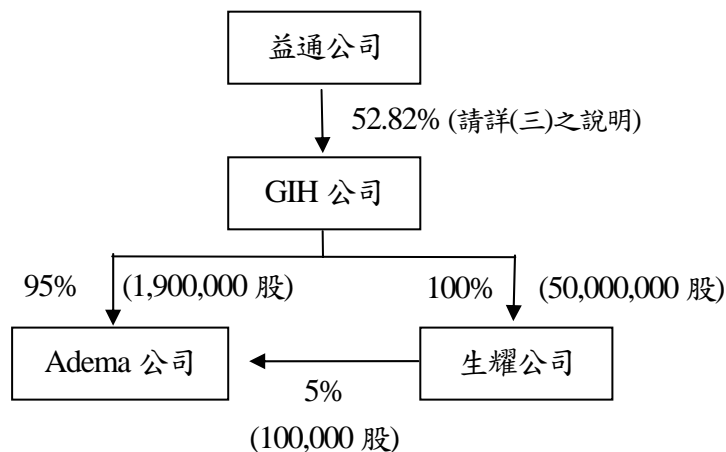 益通公司
52.82% (請詳(三)之說明)
GIH 公司
95% (1,900,000 股) 100% (50,000,000 股)
Adema 公司 生耀公司
5%
(100,000 股)